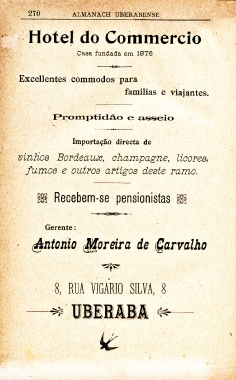 270 ALMANACH UBERABENSE
Hotel do Commercio
Casa fundada em 1876
Excellentes commodos para
familias e viajantes.
Promptidão e asseio
Importação directa de
vinhos Bordeaux, champagne, licores,
fumos e outros artigos deste ramo.
Recebem-se pensionistas
Gerente:
Antonio Moreira de Carvalho
8, RUA VIGARIO SILVA, 8
UBERABA